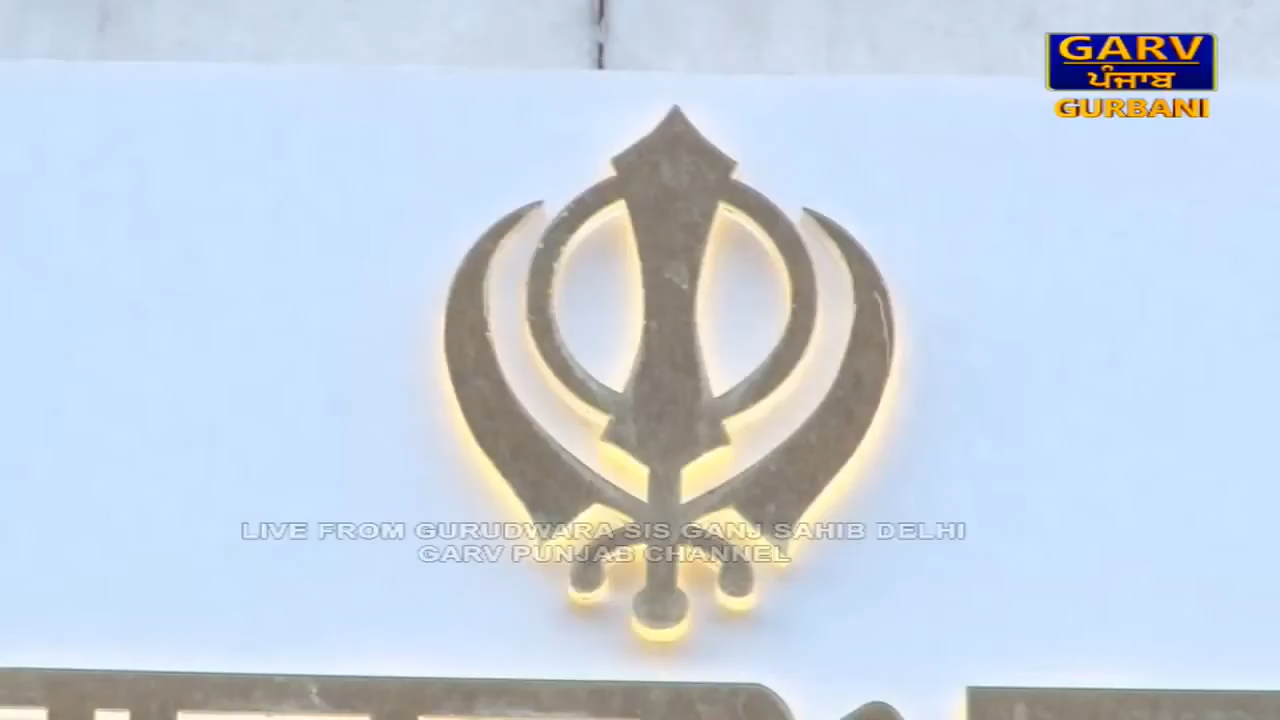 GARV
ਪੰਜਾਬ
GURBANI
LIVE FROM GURUDWARA SIS GANJ SAHIB DELHI
GARV PUNJAB CHANNEL